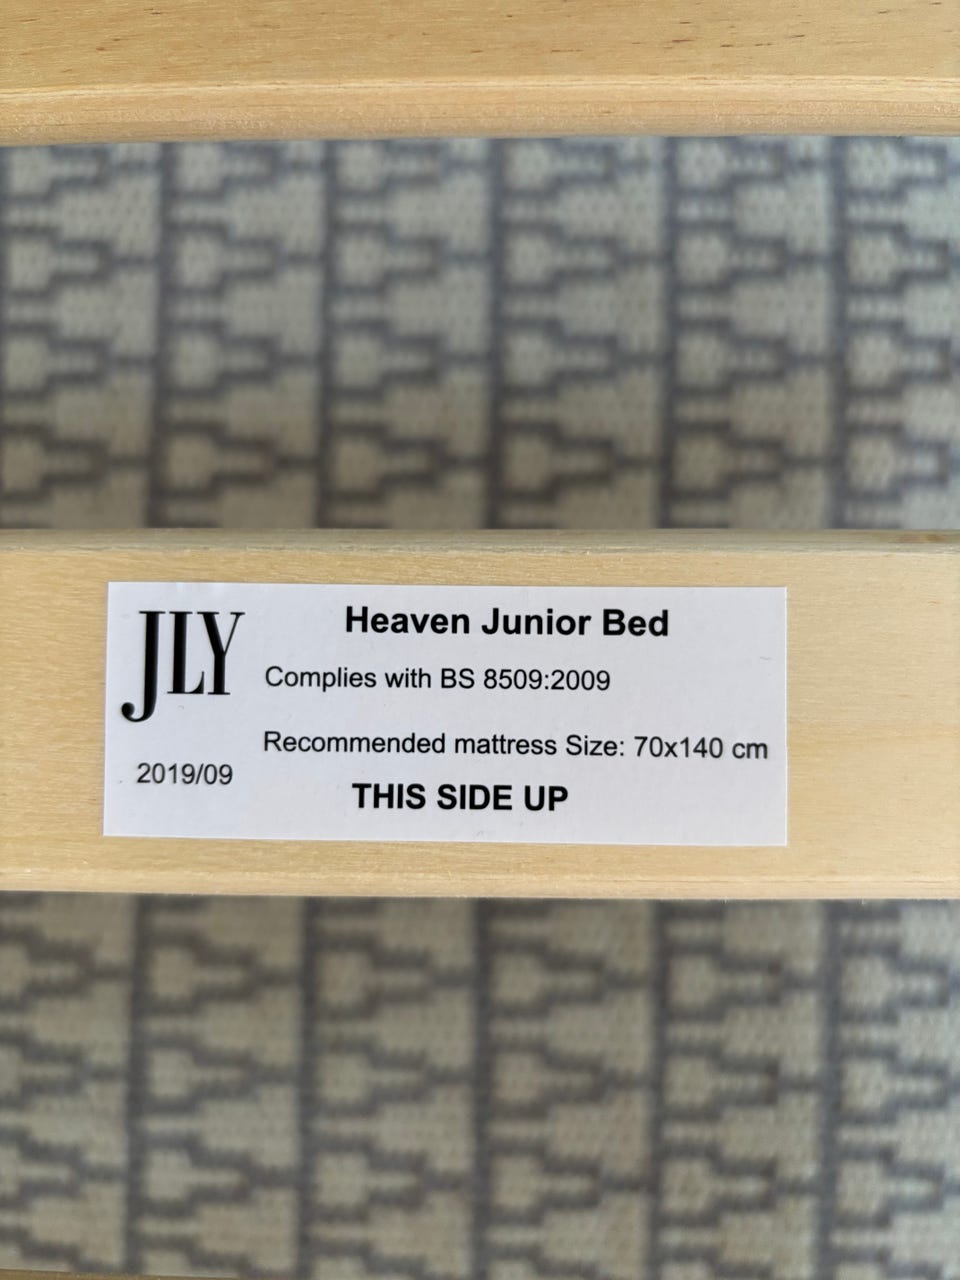 JLY
Heaven Junior Bed
Complies with BS 8509:2009
Recommended mattress Size: 70x140 cm
2019/09
THIS SIDE UP